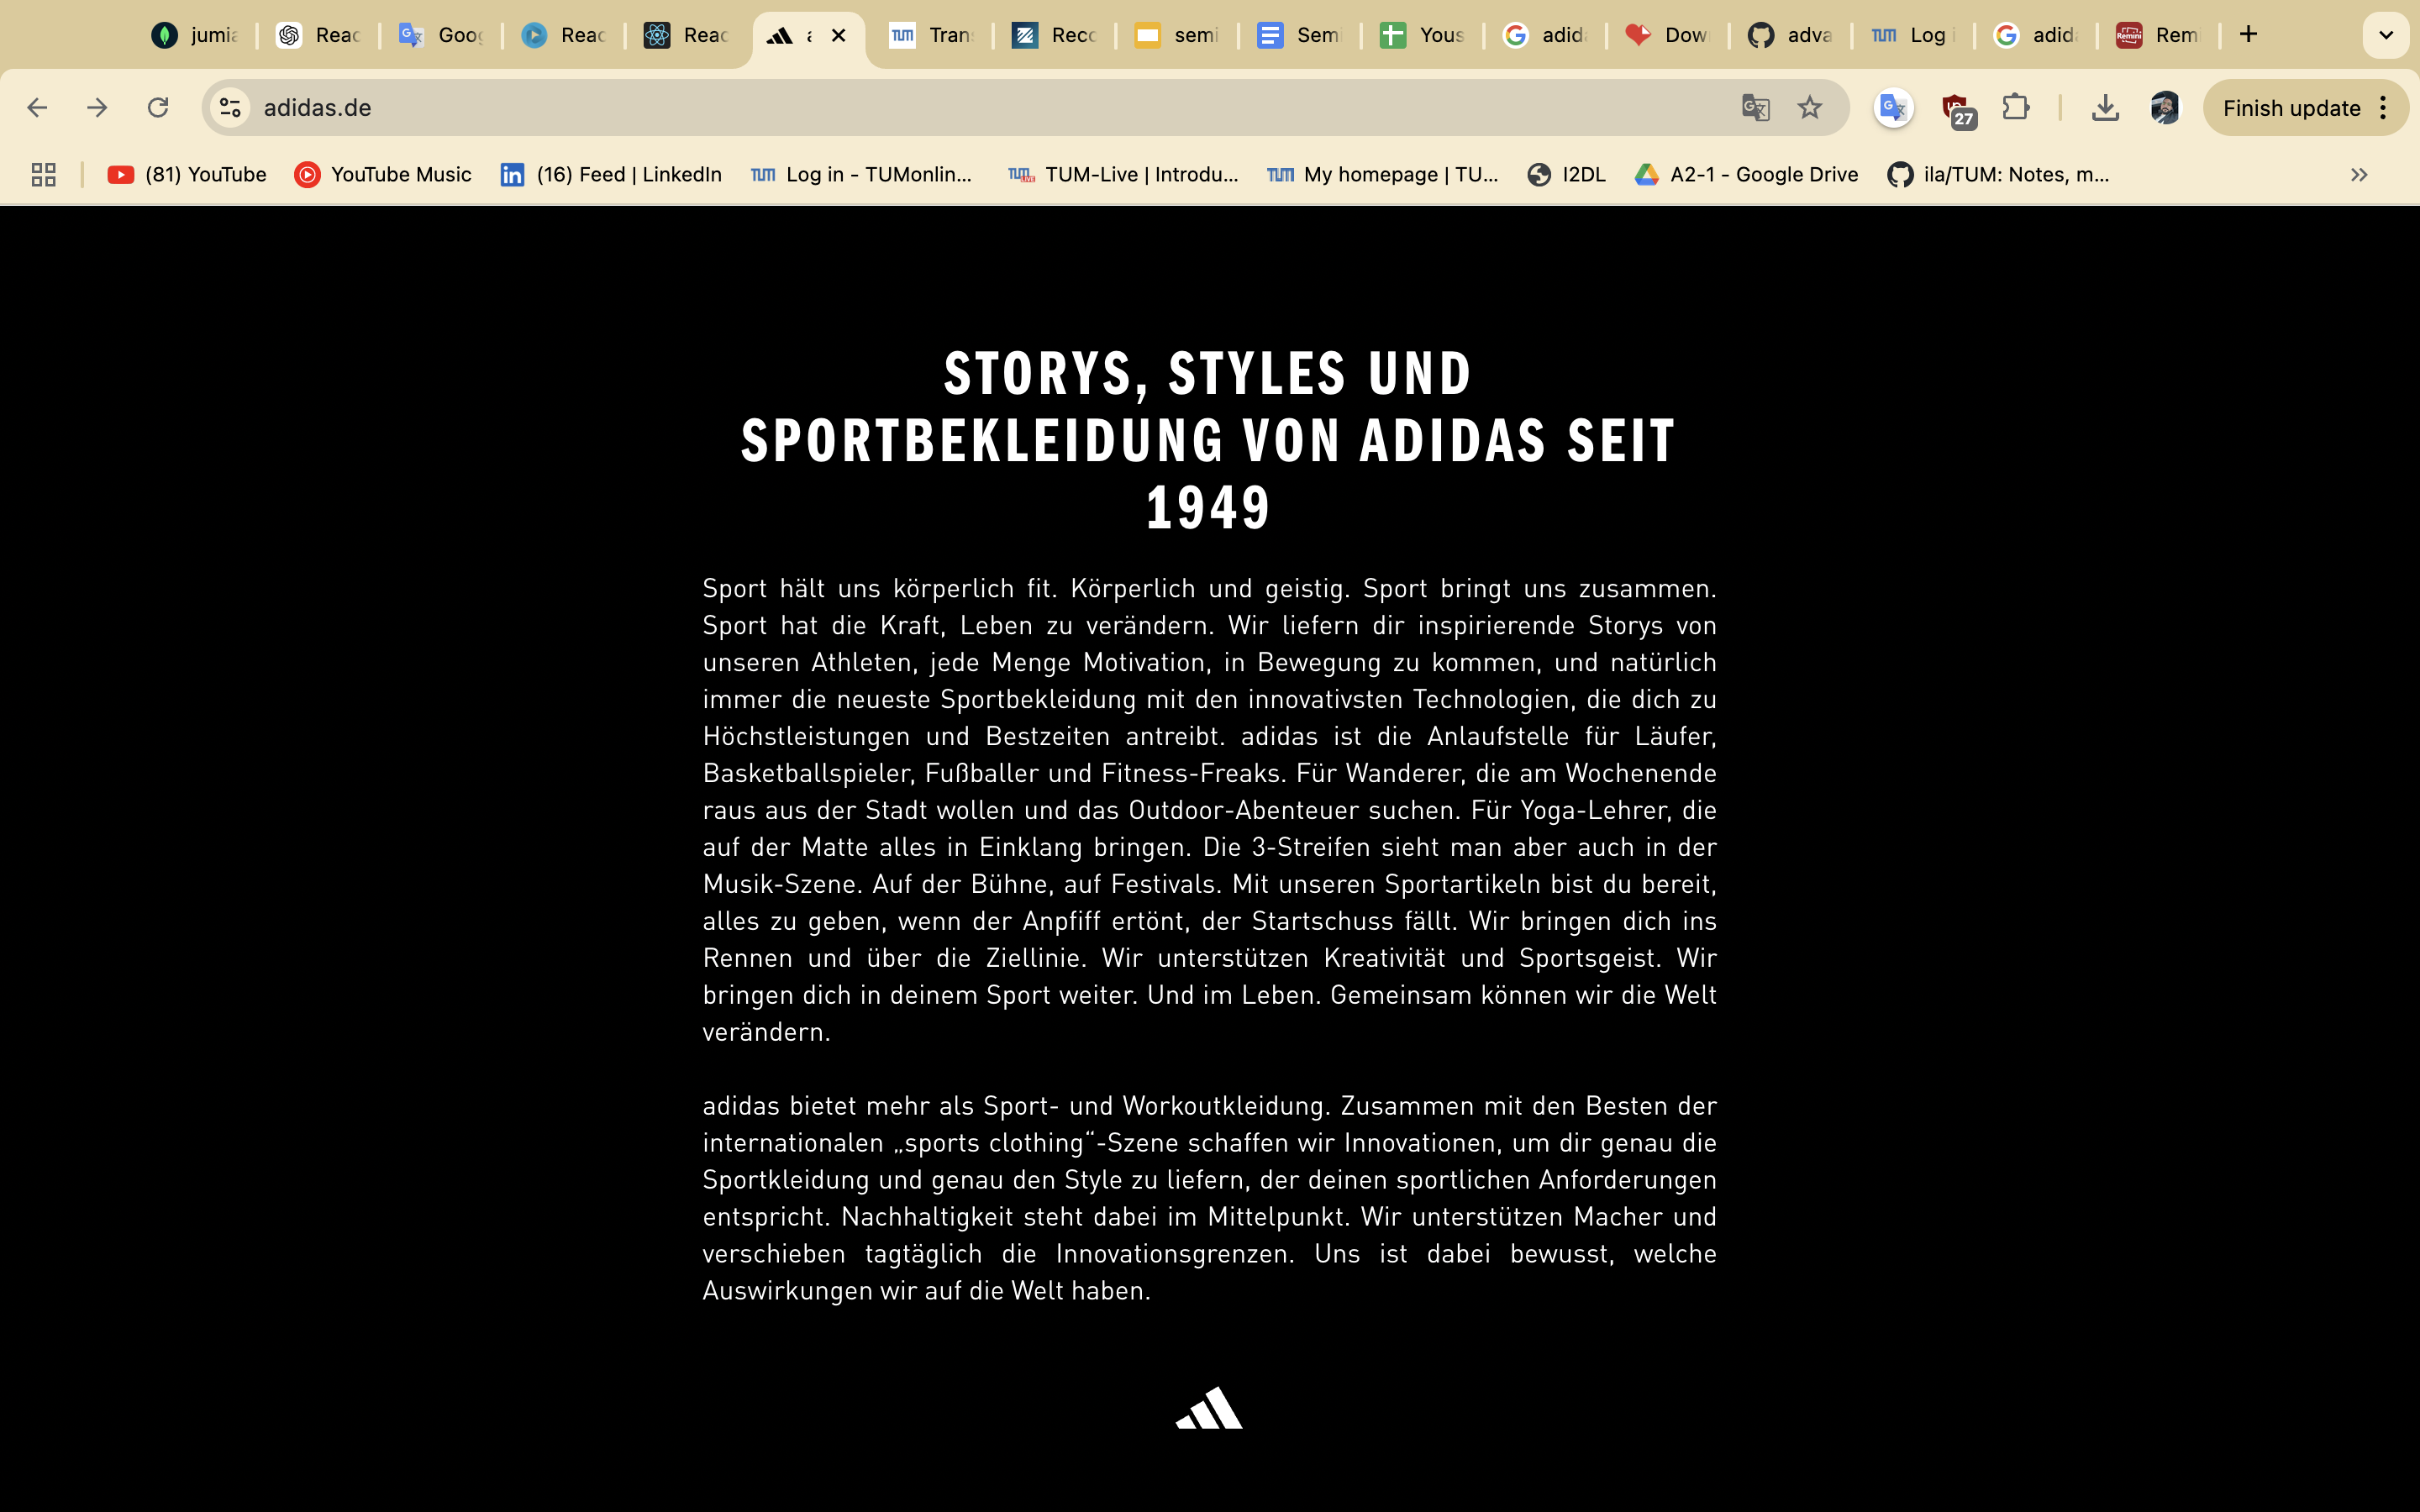 jumia
Reac
Goog
Reac
Reac
Tran
Reco
semi
Semi
Yous
adid
Dow
adva
Log i
adid
Remi
adidas.de
27
Finish update
(81) YouTube
YouTube Music
(16) Feed | LinkedIn
Log in - TUMonlin...
TUM-Live | Introdu...
My homepage | TU...
I2DL
A2-1 - Google Drive
ila/TUM: Notes, m...
STORYS, STYLES UND
SPORTBEKLEIDUNG VON ADIDAS SEIT
1949
Sport hält uns körperlich fit. Körperlich und geistig. Sport bringt uns zusammen.
Sport hat die Kraft, Leben zu verändern. Wir liefern dir inspirierende Storys von
unseren Athleten, jede Menge Motivation, in Bewegung zu kommen, und natürlich
immer die neueste Sportbekleidung mit den innovativsten Technologien, die dich zu
Höchstleistungen und Bestzeiten antreibt. adidas ist die Anlaufstelle für Läufer,
Basketballspieler, Fußballer und Fitness-Freaks. Für Wanderer, die am Wochenende
raus aus der Stadt wollen und das Outdoor-Abenteuer suchen. Für Yoga-Lehrer, die
auf der Matte alles in Einklang bringen. Die 3-Streifen sieht man aber auch in der
Musik-Szene. Auf der Bühne, auf Festivals. Mit unseren Sportartikeln bist du bereit,
alles zu geben, wenn der Anpfiff ertönt, der Startschuss fällt. Wir bringen dich ins
Rennen und über die Ziellinie. Wir unterstützen Kreativität und Sportsgeist. Wir
bringen dich in deinem Sport weiter. Und im Leben. Gemeinsam können wir die Welt
verändern.
adidas bietet mehr als Sport- und Workoutkleidung. Zusammen mit den Besten der
internationalen „sports clothing“-Szene schaffen wir Innovationen, um dir genau die
Sportkleidung und genau den Style zu liefern, der deinen sportlichen Anforderungen
entspricht. Nachhaltigkeit steht dabei im Mittelpunkt. Wir unterstützen Macher und
verschieben tagtäglich die Innovationsgrenzen. Uns ist dabei bewusst, welche
Auswirkungen wir auf die Welt haben.